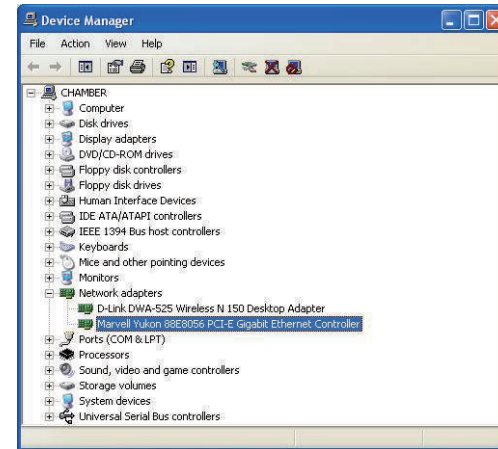 Device Manager
File Action View Help
CHAMBER
Computer
Disk drives
Display adapters
DVD/CD-ROM drives
Floppy disk controllers
Floppy disk drives
Human Interface Devices
IDE ATA/ATAPI controllers
IEEE 1394 Bus host controllers
Keyboards
Mice and other pointing devices
Monitors
Network adapters
D-Link DWA-525 Wireless N 150 Desktop Adapter
Marvell Yukon 88E8056 PCI-E Gigabit Ethernet Controller
Ports (COM & LPT)
Processors
Sound, video and game controllers
Storage volumes
System devices
Universal Serial Bus controllers